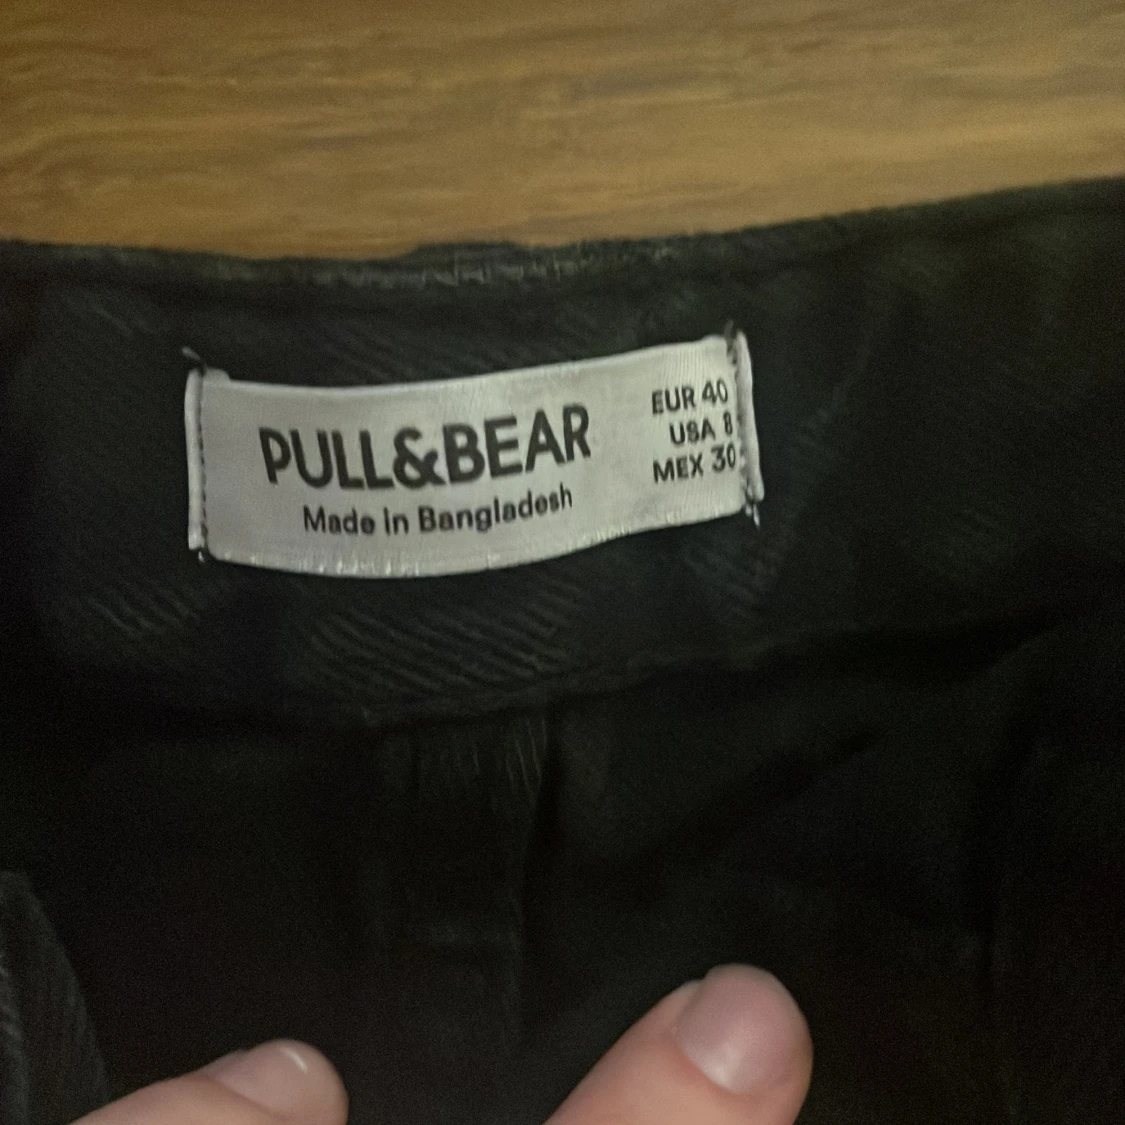 PULL&BEAR
Made in Bangladesh
EUR 40
USA 8
MEX 30